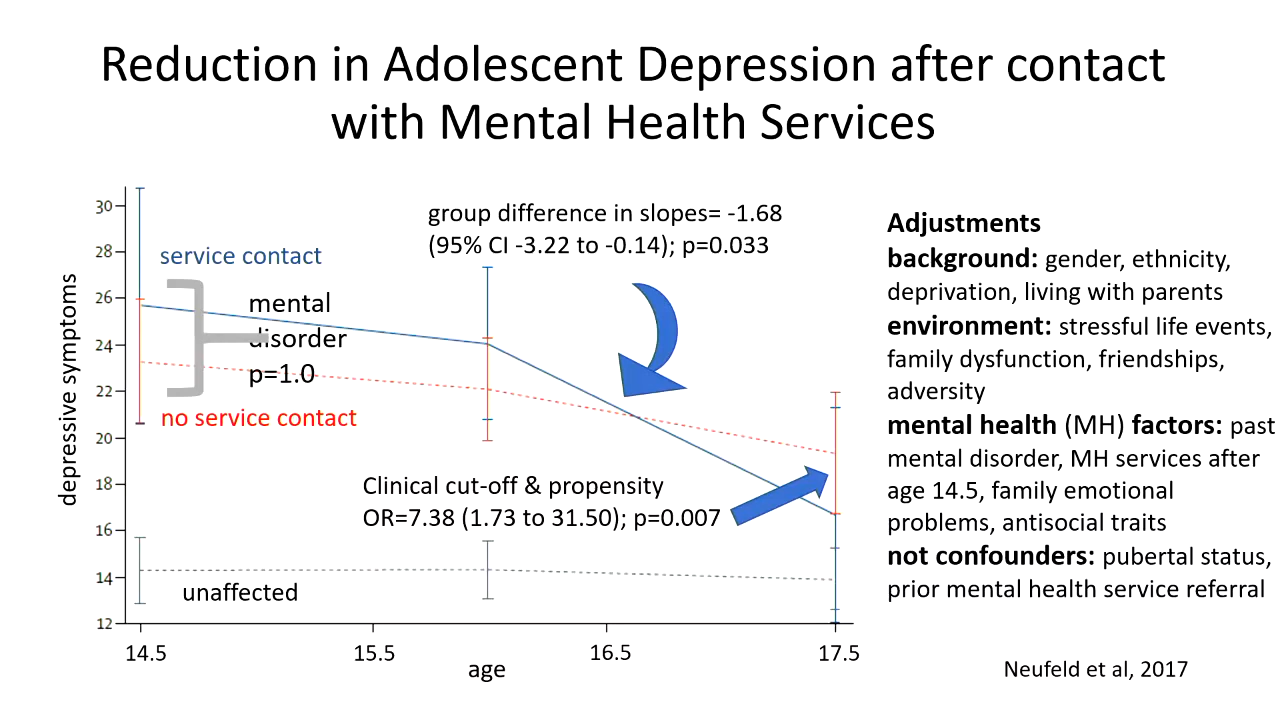 Reduction in Adolescent Depression after contact
with Mental Health Services
depressive symptoms
30
28
26
24
22
20
18
16
14
12
service contact
mental
disorder
p=1.0
no service contact
group difference in slopes= -1.68
(95% CI -3.22 to -0.14); p=0.033
Clinical cut-off & propensity
OR=7.38 (1.73 to 31.50); p=0.007
unaffected
14.5
15.5
16.5
17.5
age
Adjustments
background: gender, ethnicity,
deprivation, living with parents
environment: stressful life events,
family dysfunction, friendships,
adversity
mental health (MH) factors: past
mental disorder, MH services after
age 14.5, family emotional
problems, antisocial traits
not confounders: pubertal status,
prior mental health service referral
Neufeld et al, 2017